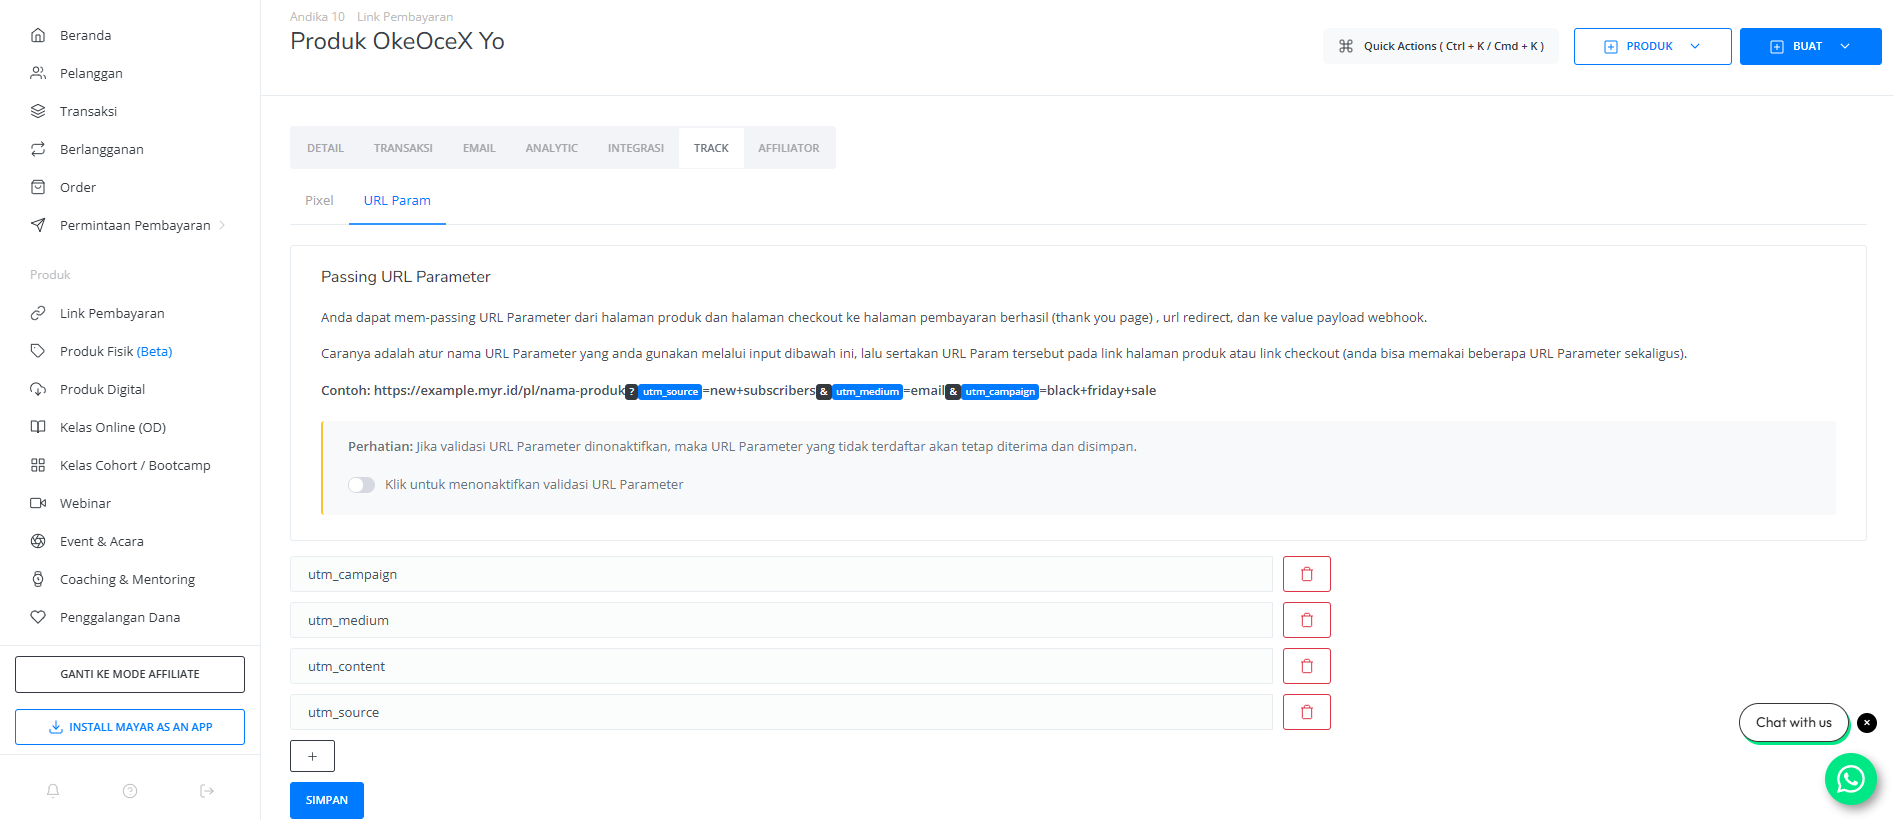 Beranda
Pelanggan
Transaksi
Berlangganan
Order
Permintaan Pembayaran
Produk
Link Pembayaran
Produk Fisik (Beta)
Produk Digital
Kelas Online (OD)
Kelas Cohort / Bootcamp
Webinar
Event & Acara
Coaching & Mentoring
Penggalangan Dana
GANTI KE MODE AFFILIATE
INSTALL MAYAR AS AN APP
Andika 10 Link Pembayaran
Produk OkeOceX Yo
Quick Actions ( Ctrl + K / Cmd + K )
PRODUK
BUAT
DETAIL TRANSAKSI EMAIL ANALYTIC INTEGRASI TRACK AFFILIATOR
Pixel URL Param
Passing URL Parameter
Anda dapat mem-passing URL Parameter dari halaman produk dan halaman checkout ke halaman pembayaran berhasil (thank you page) , url redirect, dan ke value payload webhook.
Caranya adalah atur nama URL Parameter yang anda gunakan melalui input dibawah ini, lalu sertakan URL Param tersebut pada link halaman produk atau link checkout (anda bisa memakai beberapa URL Parameter sekaligus).
Contoh: https://example.myr.id/pl/nama-produk?utm_source=new+subscribers&utm_medium=email&utm_campaign=black+friday+sale
Perhatian: Jika validasi URL Parameter dinonaktifkan, maka URL Parameter yang tidak terdaftar akan tetap diterima dan disimpan.
Klik untuk menonaktifkan validasi URL Parameter
utm_campaign
utm_medium
utm_content
utm_source
+
SIMPAN
Chat with us